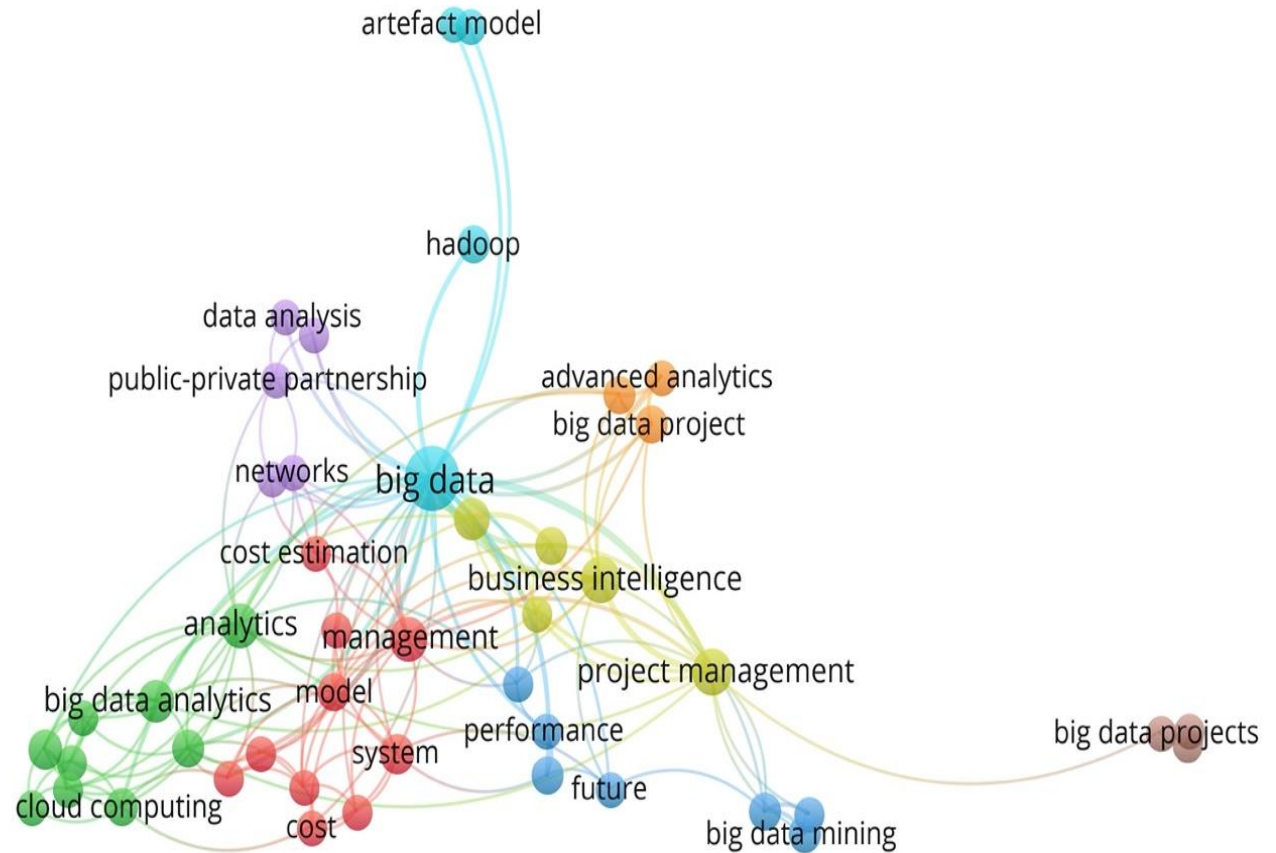 artefact model
hadoop
data analysis
public-private partnership
advanced analytics
big data project
networks
big data
cost estimation
business intelligence
analytics
management
project management
big data analytics
model
performance
system
big data projects
future
cloud computing
cost
big data mining